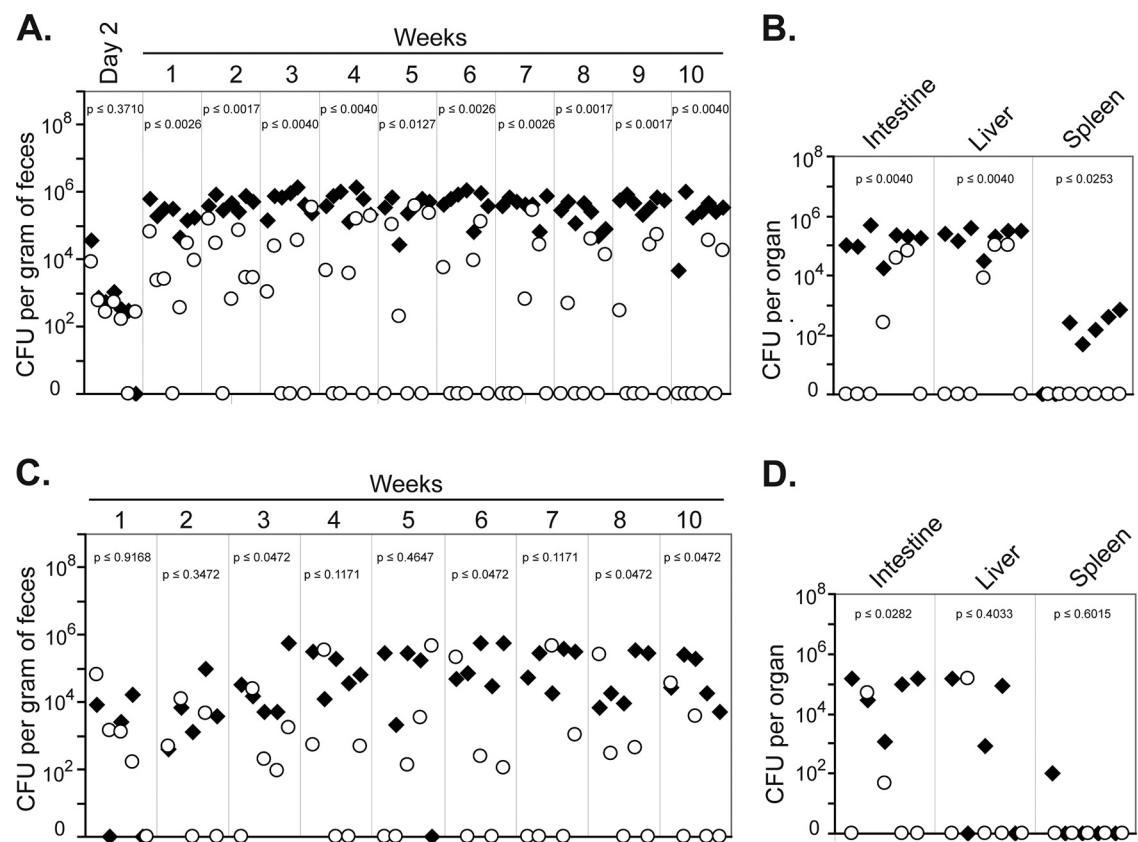 A.
Day 2
Weeks
1 2 3 4 5 6 7 8 9 10
p ≤ 0.3710 p ≤ 0.0017 p ≤ 0.0040 p ≤ 0.0026 p ≤ 0.0017 p ≤ 0.0040
p ≤ 0.0026 p ≤ 0.0040 p ≤ 0.0127 p ≤ 0.0026 p ≤ 0.0017
CFU per gram of feces
10^8
10^6
10^4
10^2
0
B.
Intestine Liver Spleen
p ≤ 0.0040 p ≤ 0.0040 p ≤ 0.0253
CFU per organ
10^8
10^6
10^4
10^2
0
C.
Weeks
1 2 3 4 5 6 7 8 10
p ≤ 0.9168 p ≤ 0.0472 p ≤ 0.4647 p ≤ 0.1171 p ≤ 0.0472
p ≤ 0.3472 p ≤ 0.1171 p ≤ 0.0472 p ≤ 0.0472
CFU per gram of feces
10^8
10^6
10^4
10^2
0
D.
Intestine Liver Spleen
p ≤ 0.0282 p ≤ 0.4033 p ≤ 0.6015
CFU per organ
10^8
10^6
10^4
10^2
0